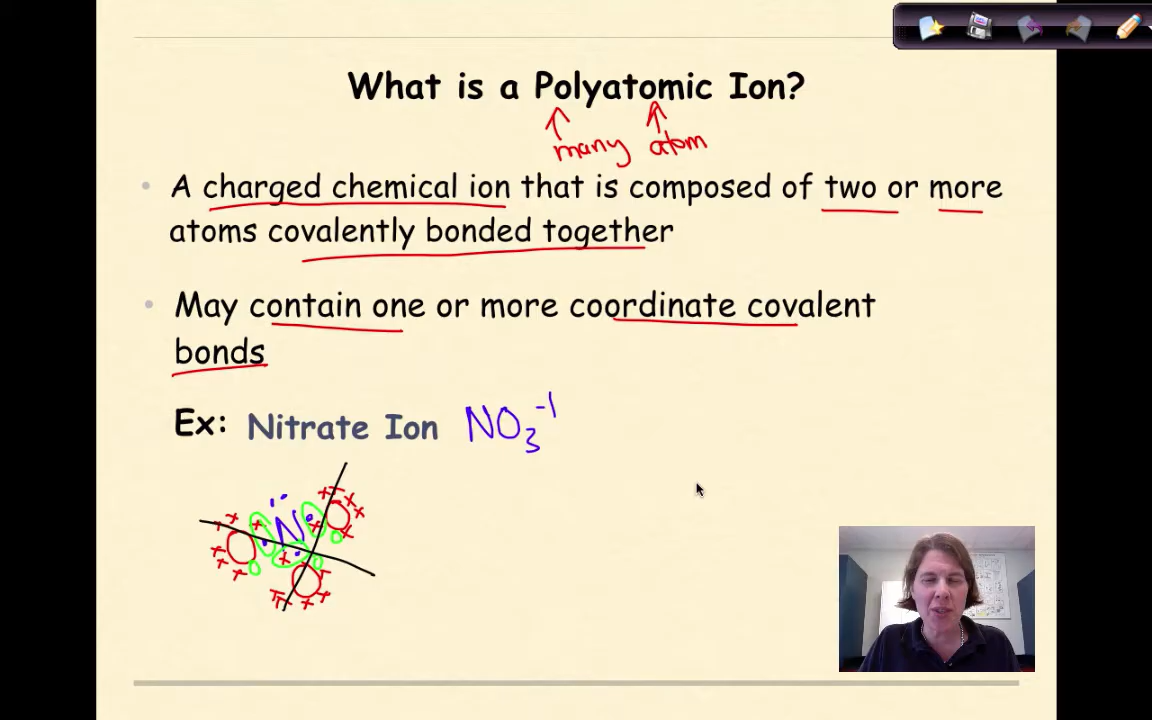 What is a Polyatomic Ion?
many atom
• A charged chemical ion that is composed of two or more
atoms covalently bonded together
• May contain one or more coordinate covalent
bonds
Ex: Nitrate Ion NO₃⁻¹
N
O
O
O